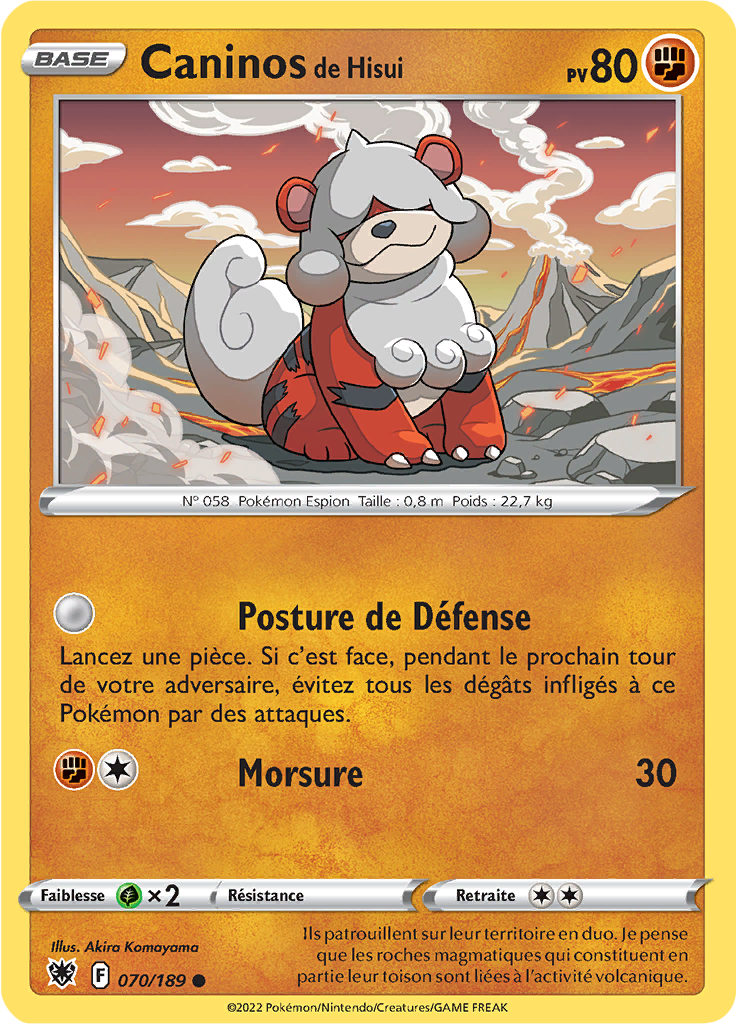 BASE
Caninos de Hisui
PV80
Nº 058 Pokémon Espion Taille : 0,8 m Poids : 22,7 kg
Posture de Défense
Lancez une pièce. Si c'est face, pendant le prochain tour
de votre adversaire, évitez tous les dégâts infligés à ce
Pokémon par des attaques.
Morsure 30
Faiblesse ×2 Résistance Retraite
Illus. Akira Komayama
Ils patrouillent sur leur territoire en duo. Je pense
que les roches magmatiques qui constituent en
partie leur toison sont liées à l'activité volcanique.
F 070/189
©2022 Pokémon/Nintendo/Creatures/GAME FREAK